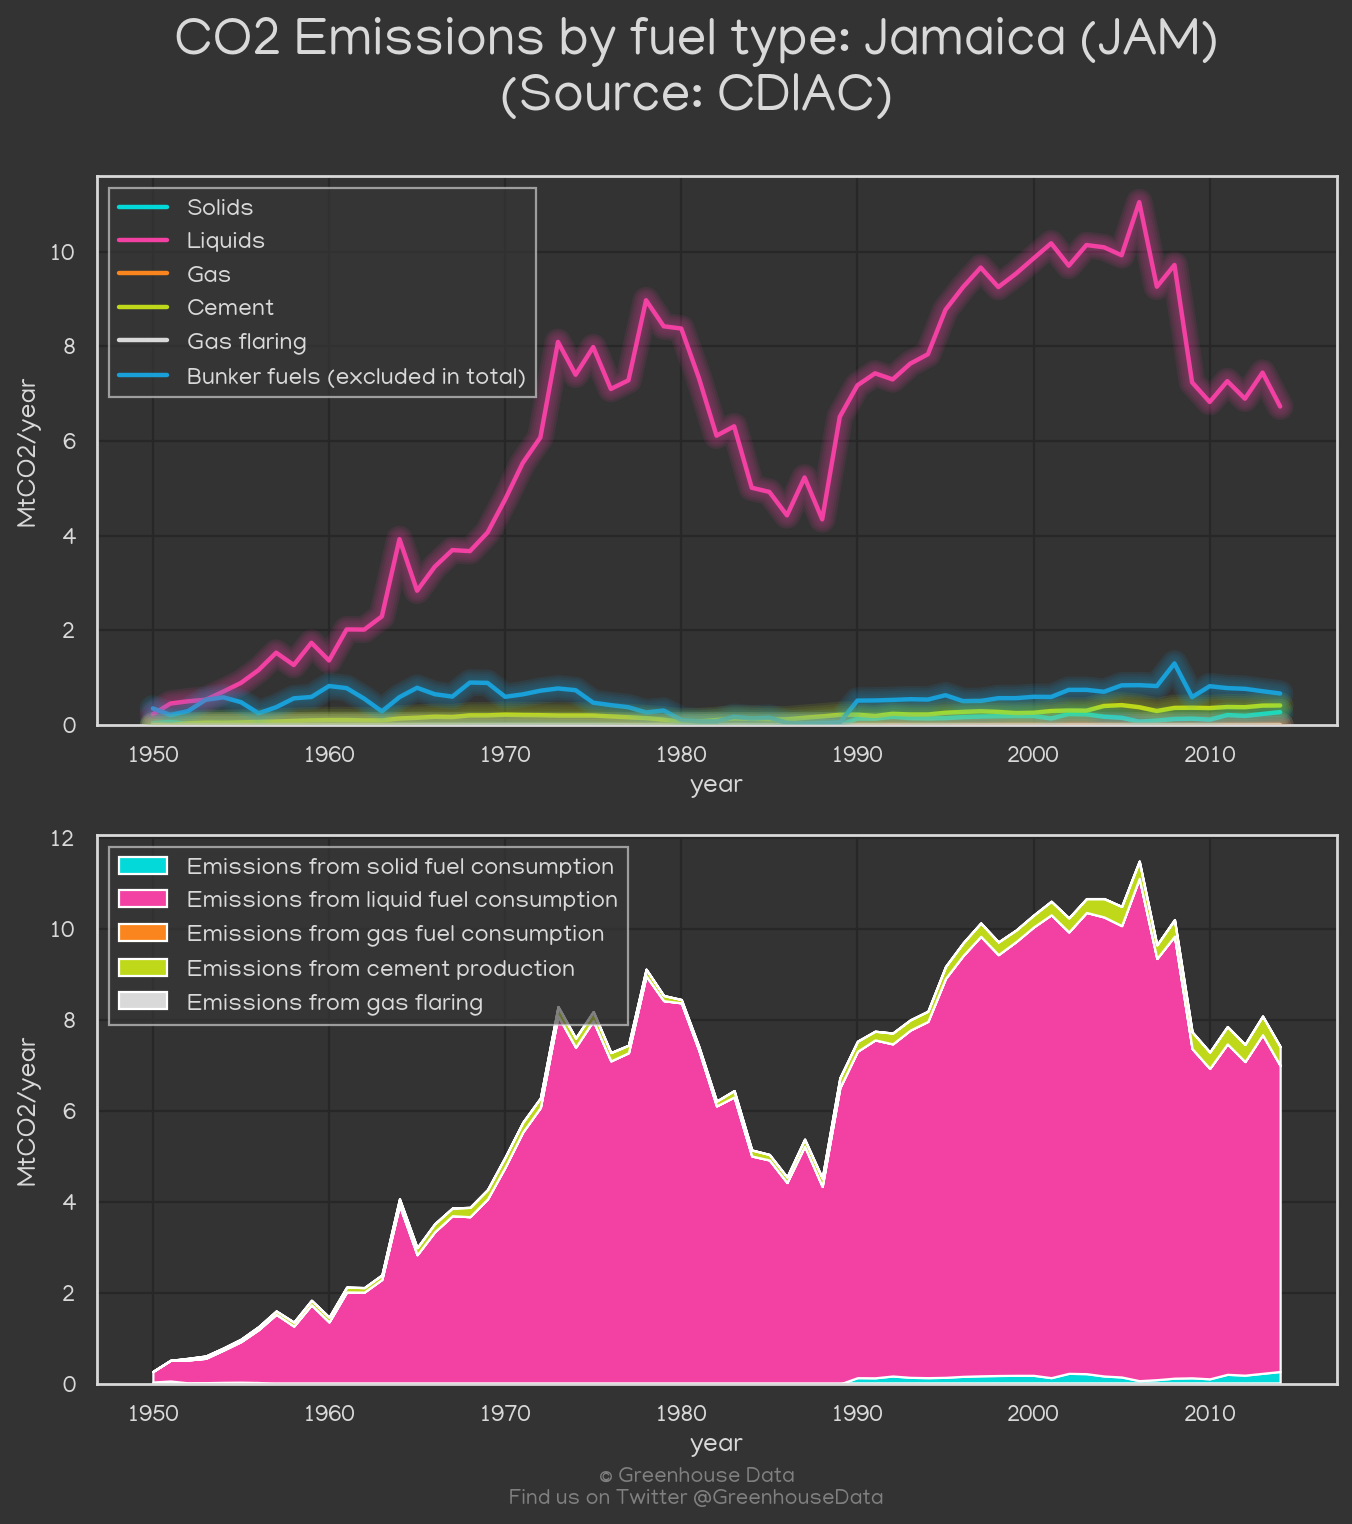 CO2 Emissions by fuel type: Jamaica (JAM)
(Source: CDIAC)
Solids
Liquids
Gas
Cement
Gas flaring
Bunker fuels (excluded in total)
MtCO2/year
10
8
6
4
2
0
1950 1960 1970 1980 1990 2000 2010
year
Emissions from solid fuel consumption
Emissions from liquid fuel consumption
Emissions from gas fuel consumption
Emissions from cement production
Emissions from gas flaring
MtCO2/year
12
10
8
6
4
2
0
1950 1960 1970 1980 1990 2000 2010
year
© Greenhouse Data
Find us on Twitter @GreenhouseData